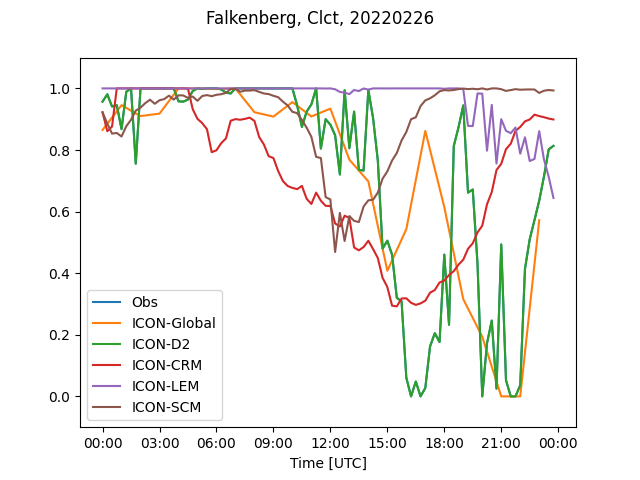 Falkenberg, Clct, 20220226
1.0
0.8
0.6
0.4
0.2
0.0
Obs
ICON-Global
ICON-D2
ICON-CRM
ICON-LEM
ICON-SCM
00:00 03:00 06:00 09:00 12:00 15:00 18:00 21:00 00:00
Time [UTC]